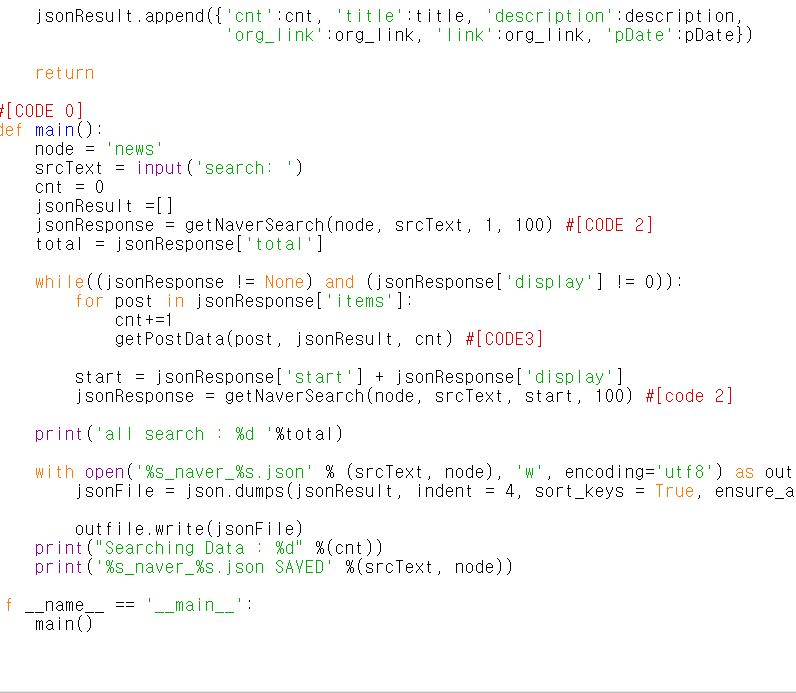 jsonResult.append({'cnt':cnt, 'title':title, 'description':description,
'org_link':org_link, 'link':org_link, 'pDate':pDate})
return
#[CODE 0]
def main():
node = 'news'
srcText = input('search: ')
cnt = 0
jsonResult =[]
jsonResponse = getNaverSearch(node, srcText, 1, 100) #[CODE 2]
total = jsonResponse['total']
while((jsonResponse != None) and (jsonResponse['display'] != 0)):
for post in jsonResponse['items']:
cnt+=1
getPostData(post, jsonResult, cnt) #[CODE3]
start = jsonResponse['start'] + jsonResponse['display']
jsonResponse = getNaverSearch(node, srcText, start, 100) #[code 2]
print('all search : %d '%total)
with open('%s_naver_%s.json' % (srcText, node), 'w', encoding='utf8') as out
jsonFile = json.dumps(jsonResult, indent = 4, sort_keys = True, ensure_a
outfile.write(jsonFile)
print("Searching Data : %d" %(cnt))
print('%s_naver_%s.json SAVED' %(srcText, node))
f __name__ == '__main__':
main()